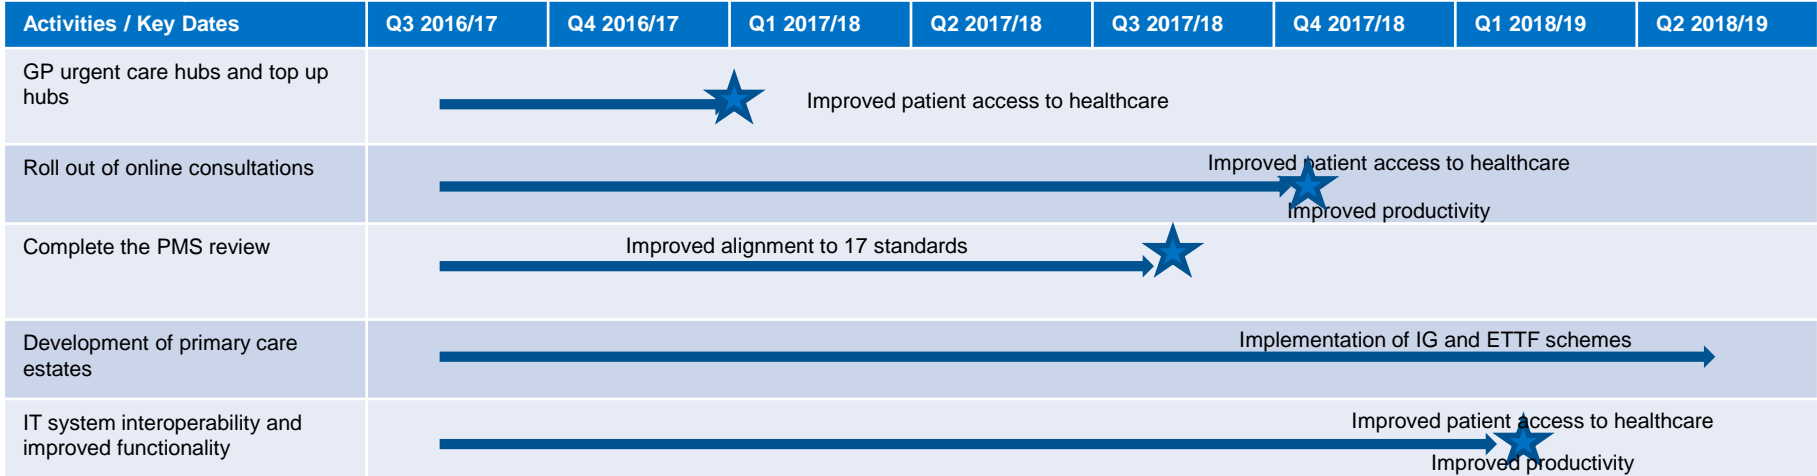 Activities / Key Dates
Q3 2016/17
Q4 2016/17
Q1 2017/18
Q2 2017/18
Q3 2017/18
Q4 2017/18
Q1 2018/19
Q2 2018/19
GP urgent care hubs and top up
hubs
Improved patient access to healthcare
Roll out of online consultations
Improved patient access to healthcare
Improved productivity
Complete the PMS review
Improved alignment to 17 standards
Development of primary care
estates
Implementation of IG and ETTF schemes
IT system interoperability and
improved functionality
Improved patient access to healthcare
Improved productivity